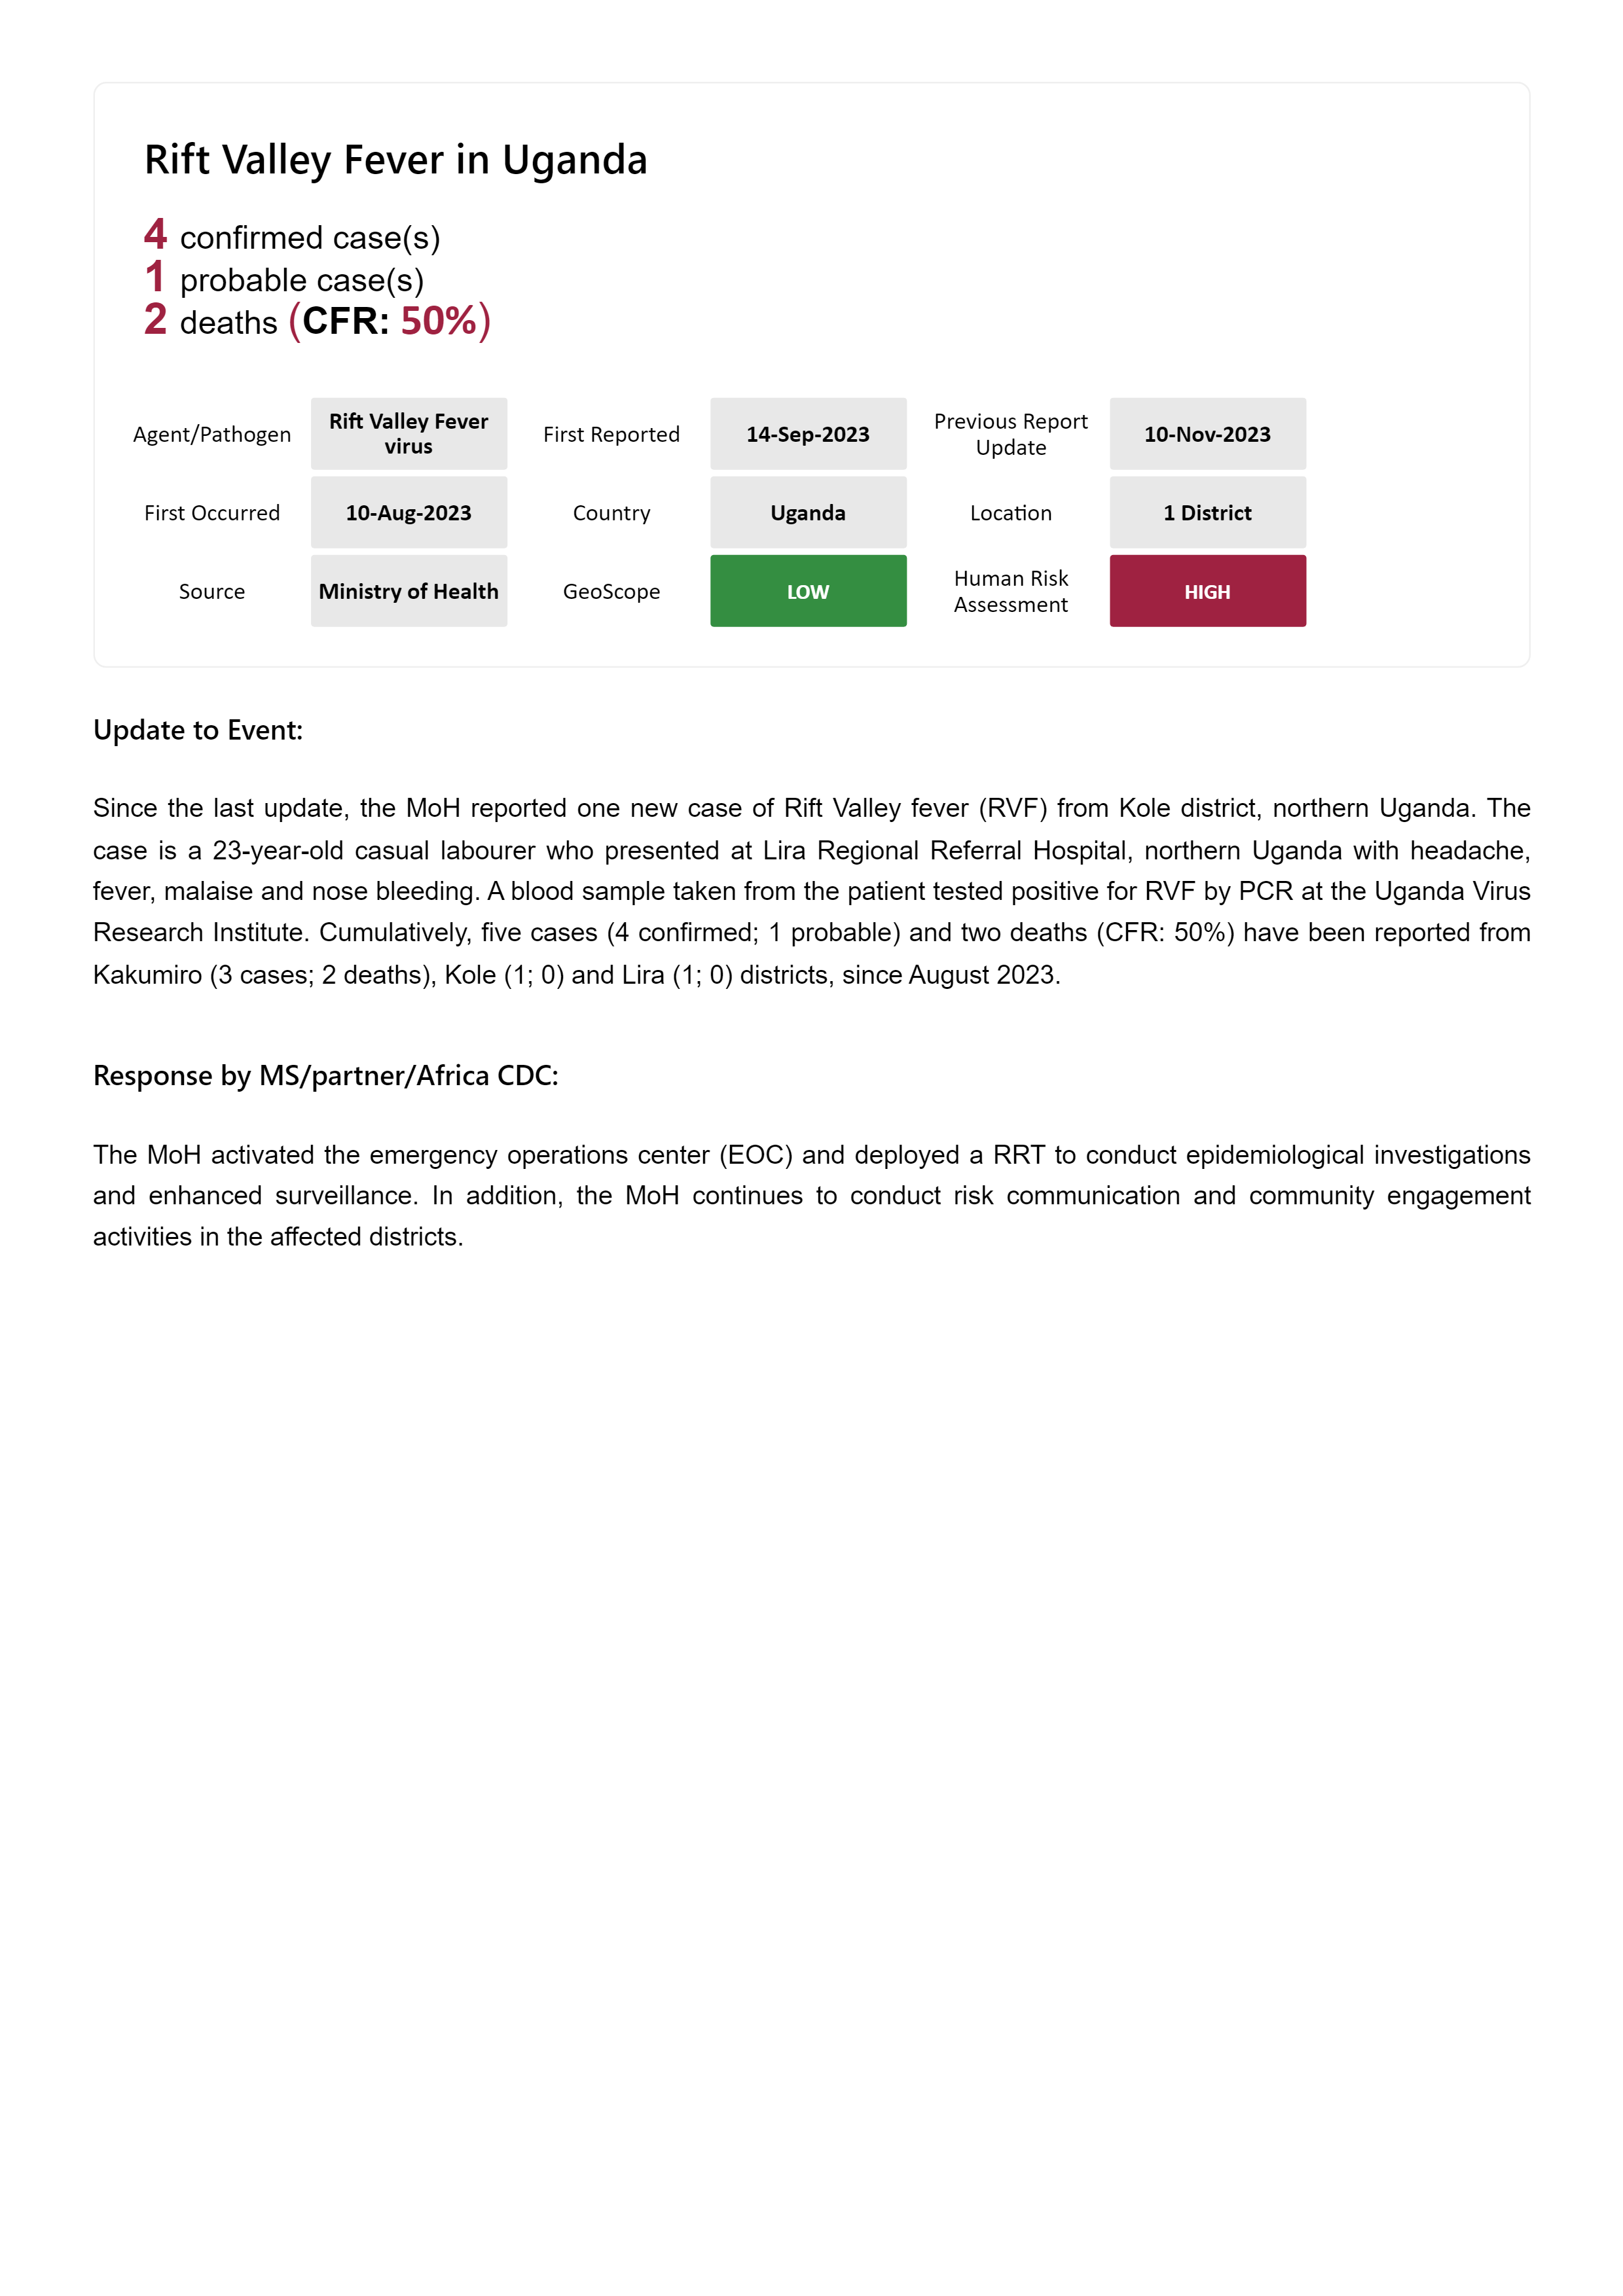 Rift Valley Fever in Uganda
4 confirmed case(s)
1 probable case(s)
2 deaths (CFR: 50%)
Agent/Pathogen
Rift Valley Fever
virus
First Reported
14-Sep-2023
Previous Report
Update
10-Nov-2023
First Occurred
10-Aug-2023
Country
Uganda
Location
1 District
Source
Ministry of Health
GeoScope
LOW
Human Risk
Assessment
HIGH
Update to Event:
Since the last update, the MoH reported one new case of Rift Valley fever (RVF) from Kole district, northern Uganda. The
case is a 23-year-old casual labourer who presented at Lira Regional Referral Hospital, northern Uganda with headache,
fever, malaise and nose bleeding. A blood sample taken from the patient tested positive for RVF by PCR at the Uganda Virus
Research Institute. Cumulatively, five cases (4 confirmed; 1 probable) and two deaths (CFR: 50%) have been reported from
Kakumiro (3 cases; 2 deaths), Kole (1; 0) and Lira (1; 0) districts, since August 2023.
Response by MS/partner/Africa CDC:
The MoH activated the emergency operations center (EOC) and deployed a RRT to conduct epidemiological investigations
and enhanced surveillance. In addition, the MoH continues to conduct risk communication and community engagement
activities in the affected districts.